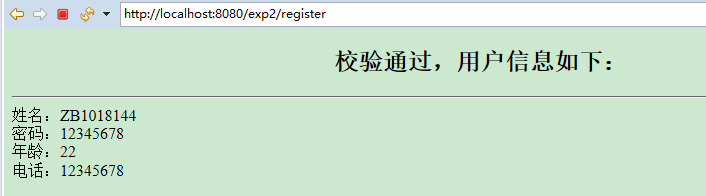 http://localhost:8080/exp2/register
校验通过，用户信息如下：
姓名：ZB1018144
密码：12345678
年龄：22
电话：12345678